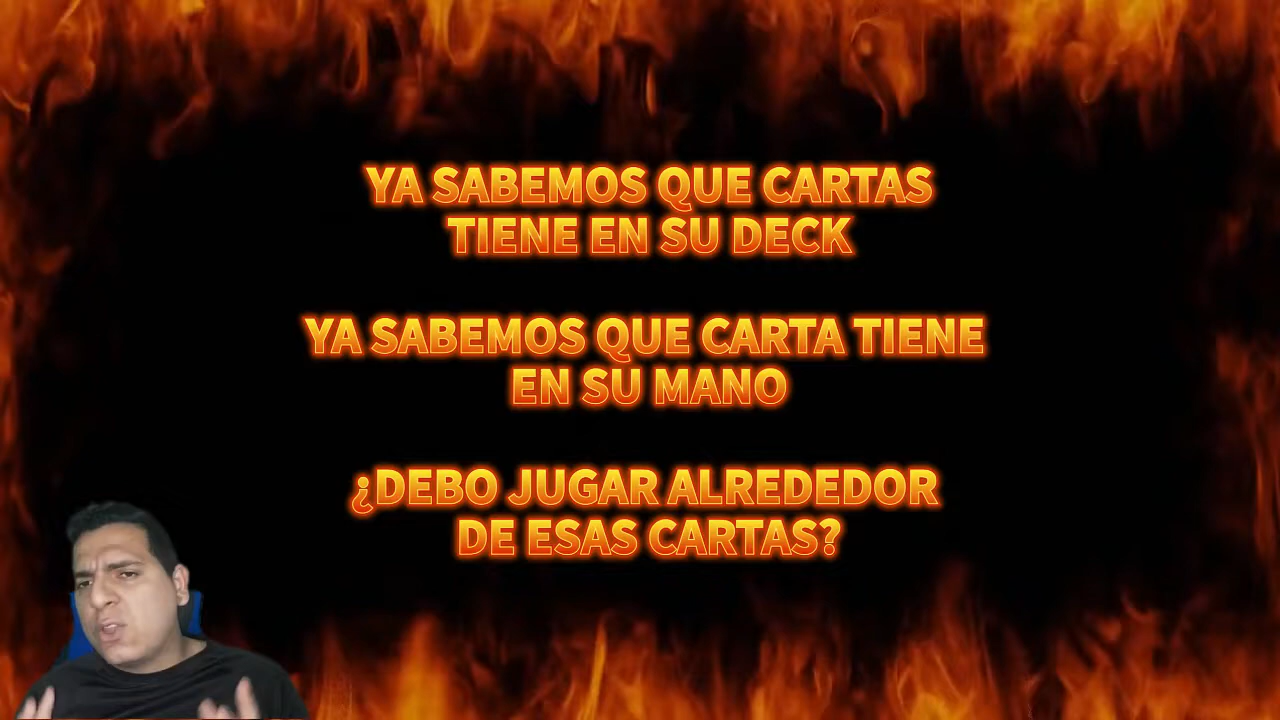 YA SABEMOS QUE CARTAS
TIENE EN SU DECK
YA SABEMOS QUE CARTA TIENE
EN SU MANO
¿DEBO JUGAR ALREDEDOR
DE ESAS CARTAS?